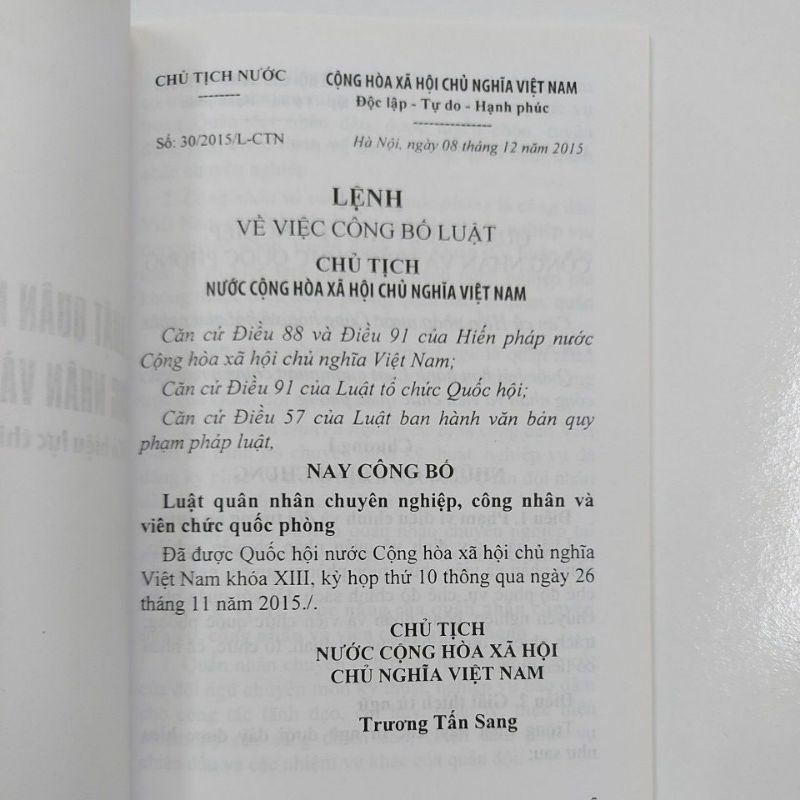 CHỦ TỊCH NƯỚC
--------
CỘNG HÒA XÃ HỘI CHỦ NGHĨA VIỆT NAM
Độc lập - Tự do - Hạnh phúc
---------------
Số: 30/2015/L-CTN
Hà Nội, ngày 08 tháng 12 năm 2015
LỆNH
VỀ VIỆC CÔNG BỐ LUẬT
CHỦ TỊCH
NƯỚC CỘNG HÒA XÃ HỘI CHỦ NGHĨA VIỆT NAM
Căn cứ Điều 88 và Điều 91 của Hiến pháp nước
Cộng hòa xã hội chủ nghĩa Việt Nam;
Căn cứ Điều 91 của Luật tổ chức Quốc hội;
Căn cứ Điều 57 của Luật ban hành văn bản quy
phạm pháp luật,
NAY CÔNG BỐ
Luật quân nhân chuyên nghiệp, công nhân và
viên chức quốc phòng
Đã được Quốc hội nước Cộng hòa xã hội chủ nghĩa
Việt Nam khóa XIII, kỳ họp thứ 10 thông qua ngày 26
tháng 11 năm 2015./.
CHỦ TỊCH
NƯỚC CỘNG HÒA XÃ HỘI
CHỦ NGHĨA VIỆT NAM
Trương Tấn Sang